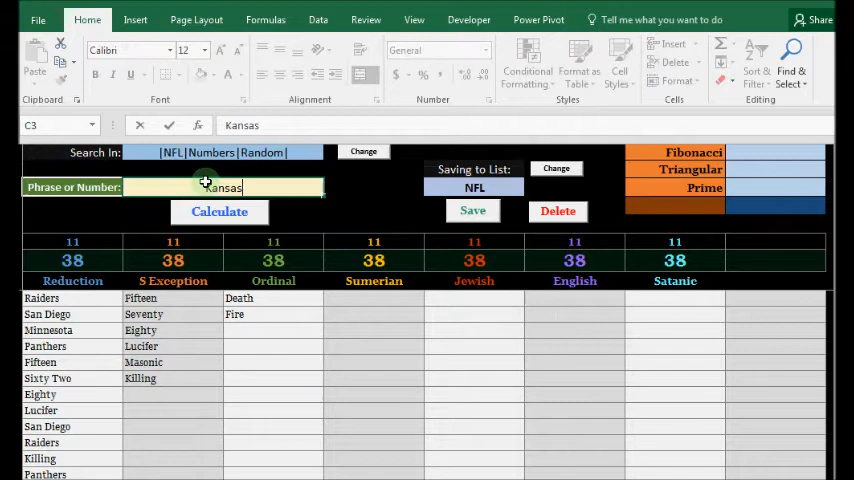 File Home Insert Page Layout Formulas Data Review View Developer Power Pivot Tell me what you want to do Share
Calibri 12 General
Paste B I U A $ % Conditional Formatting Format as Table Cell Styles Insert Delete Format Sort & Filter Find & Select
Clipboard Font Alignment Number Styles Cells Editing
C3 fx Kansas
Search In: |NFL|Numbers|Random| Change Fibonacci
Saving to List: Change Triangular
Phrase or Number: Kansas NFL Prime
Calculate Save Delete
11 11 11 11 11 11 11
38 38 38 38 38 38 38
Reduction S Exception Ordinal Sumerian Jewish English Satanic
Raiders Fifteen Death
San Diego Seventy Fire
Minnesota Eighty
Panthers Lucifer
Fifteen Masonic
Sixty Two Killing
Eighty
Lucifer
San Diego
Raiders
Killing
Panthers